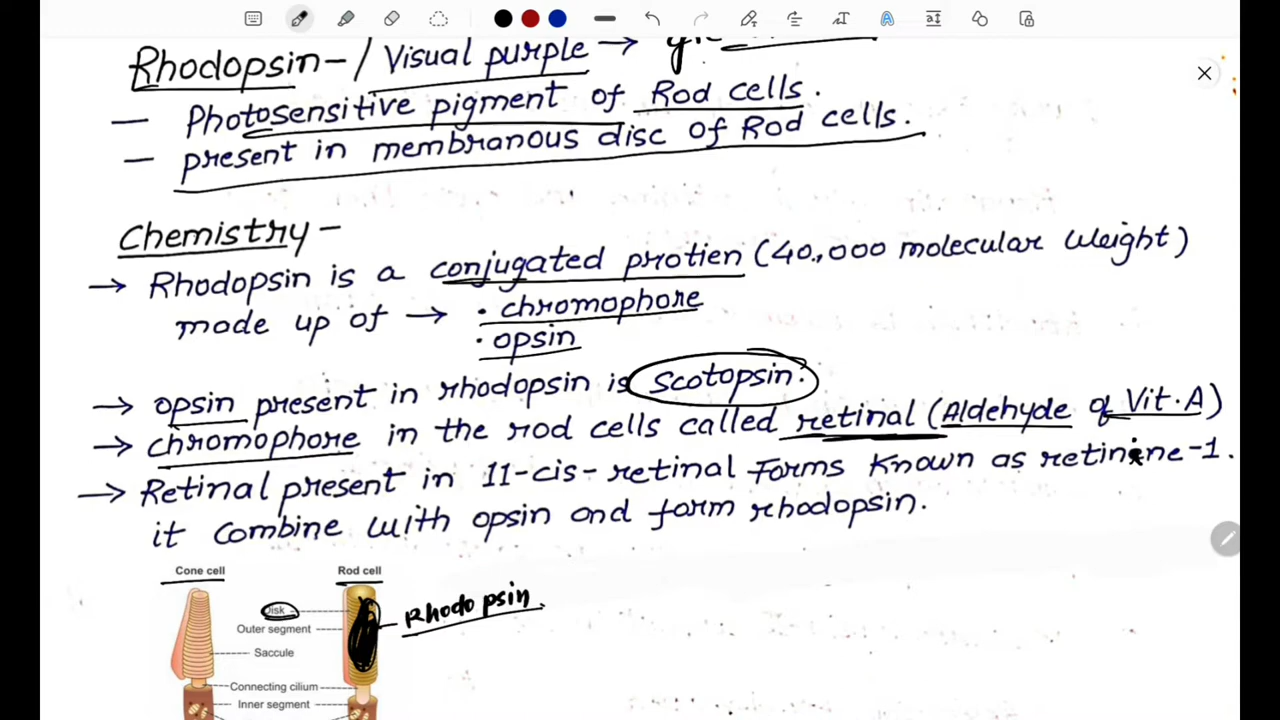 Rhodopsin-/Visual purple →
— Photosensitive pigment of Rod cells.
— present in membranous disc of Rod cells.
Chemistry-
→ Rhodopsin is a conjugated protien (40,000 molecular weight)
made up of → • chromophore
• opsin
→ opsin present in rhodopsin is scotopsin.
→ chromophore in the rod cells called retinal (Aldehyde of Vit.A)
→ Retinal present in 11-cis-retinal forms known as retinine-1.
it combine with opsin and form rhodopsin.
Cone cell Rod cell
Disk
Rhodopsin
Outer segment
Saccule
Connecting cilium
Inner segment